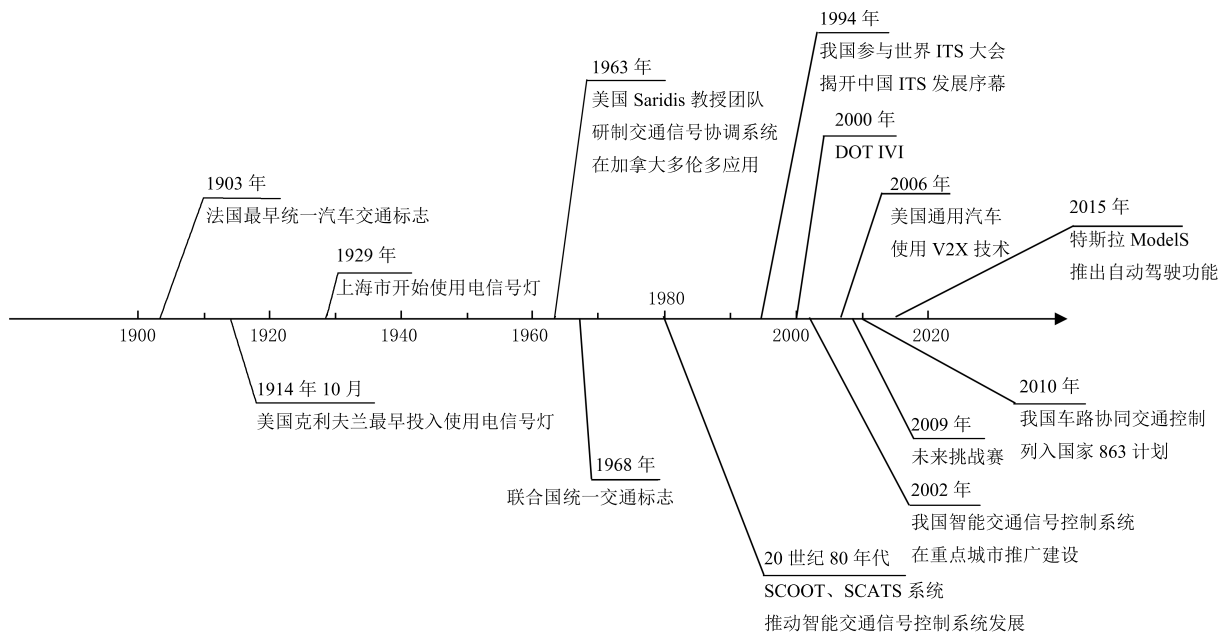 1994 年
我国参与世界 ITS 大会
揭开中国 ITS 发展序幕
1963 年
美国 Saridis 教授团队
研制交通信号协调系统
在加拿大多伦多应用
2000 年
DOT IVI
1903 年
法国最早统一汽车交通标志
2006 年
美国通用汽车
使用 V2X 技术
2015 年
特斯拉 ModelS
推出自动驾驶功能
1929 年
上海市开始使用电信号灯
1980
1900
1920
1940
1960
2000
2020
1914 年 10 月
美国克利夫兰最早投入使用电信号灯
2010 年
我国车路协同交通控制
列入国家 863 计划
2009 年
未来挑战赛
1968 年
联合国统一交通标志
2002 年
我国智能交通信号控制系统
在重点城市推广建设
20 世纪 80 年代
SCOOT、SCATS 系统
推动智能交通信号控制系统发展